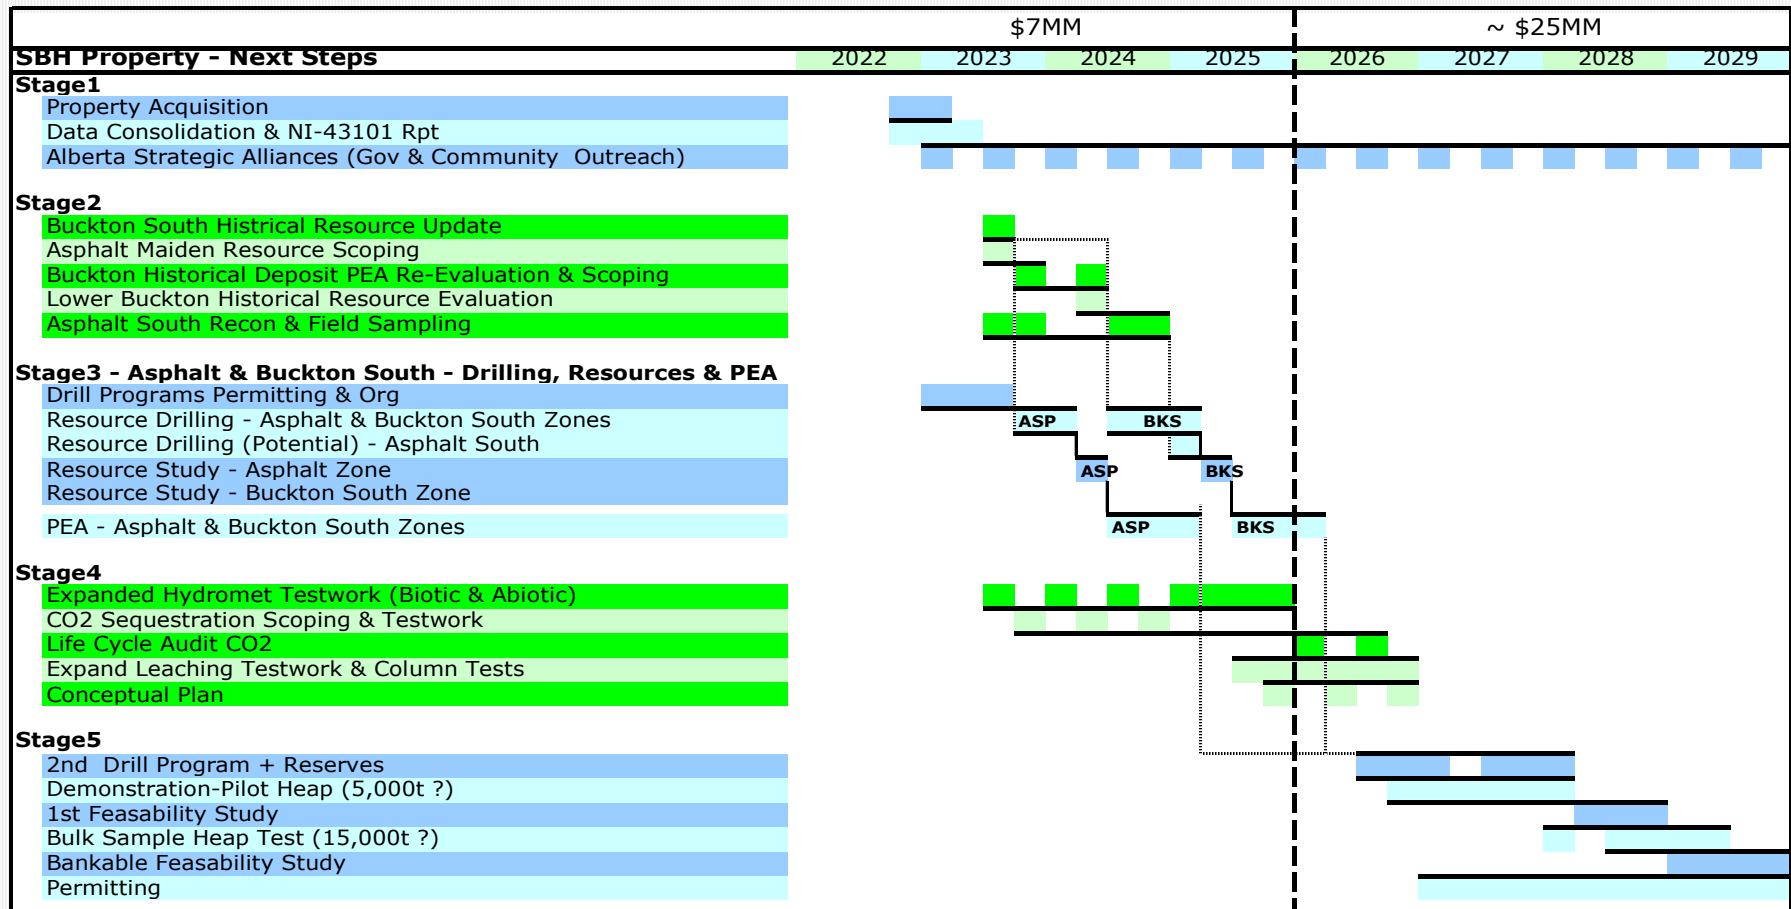 $7MM ~ $25MM
SBH Property - Next Steps 2022 2023 2024 2025 2026 2027 2028 2029
Stage1
Property Acquisition
Data Consolidation & NI-43101 Rpt
Alberta Strategic Alliances (Gov & Community Outreach)
Stage2
Buckton South Histrical Resource Update
Asphalt Maiden Resource Scoping
Buckton Historical Deposit PEA Re-Evaluation & Scoping
Lower Buckton Historical Resource Evaluation
Asphalt South Recon & Field Sampling
Stage3 - Asphalt & Buckton South - Drilling, Resources & PEA
Drill Programs Permitting & Org
Resource Drilling - Asphalt & Buckton South Zones ASP BKS
Resource Drilling (Potential) - Asphalt South
Resource Study - Asphalt Zone ASP BKS
Resource Study - Buckton South Zone
PEA - Asphalt & Buckton South Zones ASP BKS
Stage4
Expanded Hydromet Testwork (Biotic & Abiotic)
CO2 Sequestration Scoping & Testwork
Life Cycle Audit CO2
Expand Leaching Testwork & Column Tests
Conceptual Plan
Stage5
2nd Drill Program + Reserves
Demonstration-Pilot Heap (5,000t ?)
1st Feasability Study
Bulk Sample Heap Test (15,000t ?)
Bankable Feasability Study
Permitting